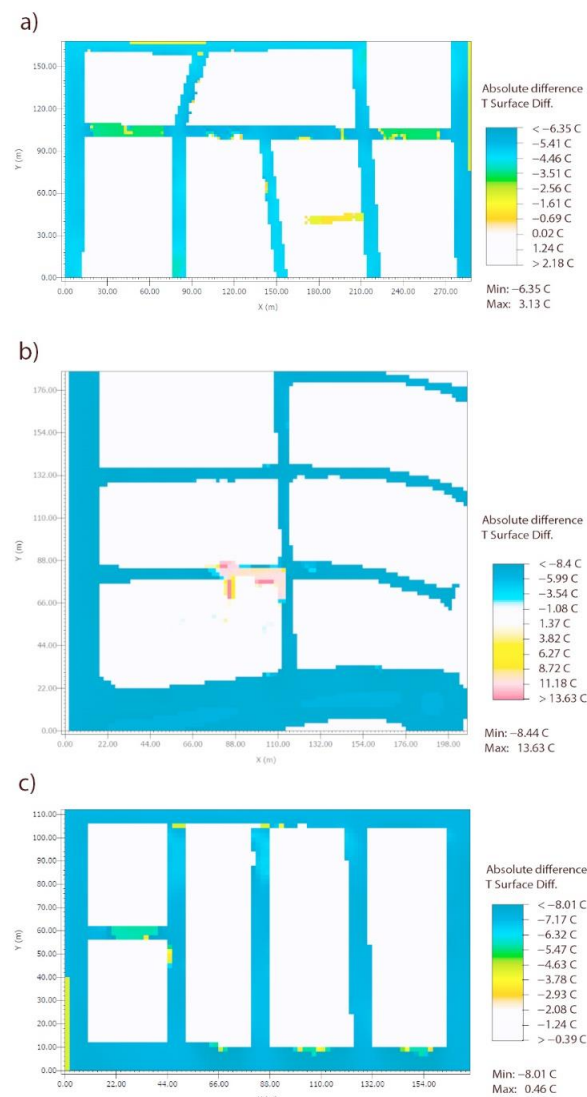 a)
150.00
120.00
90.00
60.00
30.00
0.00
Y (m)
0.00 30.00 60.00 90.00 120.00 150.00 180.00 210.00 240.00 270.00
X (m)
Absolute difference
T Surface Diff.
< −6.35 C
−5.41 C
−4.46 C
−3.51 C
−2.56 C
−1.61 C
−0.69 C
0.02 C
1.24 C
> 2.18 C
Min: −6.35 C
Max: 3.13 C
b)
176.00
154.00
132.00
110.00
88.00
66.00
44.00
22.00
0.00
Y (m)
0.00 22.00 44.00 66.00 88.00 110.00 132.00 154.00 176.00 198.00
X (m)
Absolute difference
T Surface Diff.
< −8.4 C
−5.99 C
−3.54 C
−1.08 C
1.37 C
3.82 C
6.27 C
8.72 C
11.18 C
> 13.63 C
Min: −8.44 C
Max: 13.63 C
c)
110.00
100.00
90.00
80.00
70.00
60.00
50.00
40.00
30.00
20.00
10.00
0.00
Y (m)
0.00 22.00 44.00 66.00 88.00 110.00 132.00 154.00
Absolute difference
T Surface Diff.
< −8.01 C
−7.17 C
−6.32 C
−5.47 C
−4.63 C
−3.78 C
−2.93 C
−2.08 C
−1.24 C
> −0.39 C
Min: −8.01 C
Max: 0.46 C